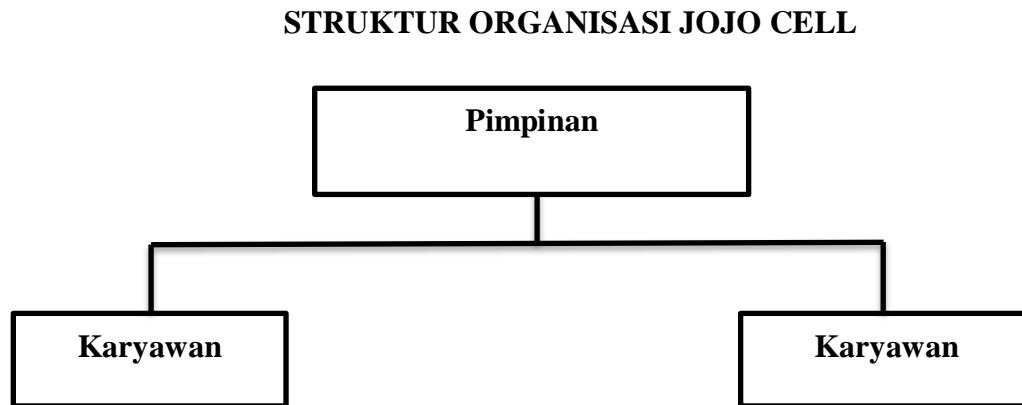 STRUKTUR ORGANISASI JOJO CELL
Pimpinan
Karyawan
Karyawan